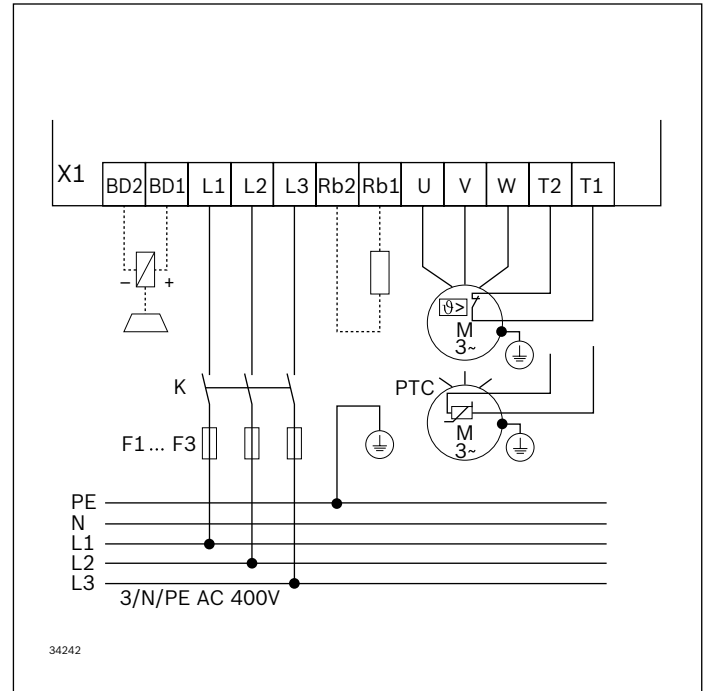 X1 BD2 BD1 L1 L2 L3 Rb2 Rb1 U V W T2 T1
− +
ϑ>
M
3~
K
PTC
F1 ... F3
M
3~
PE
N
L1
L2
L3
3/N/PE AC 400V
34242